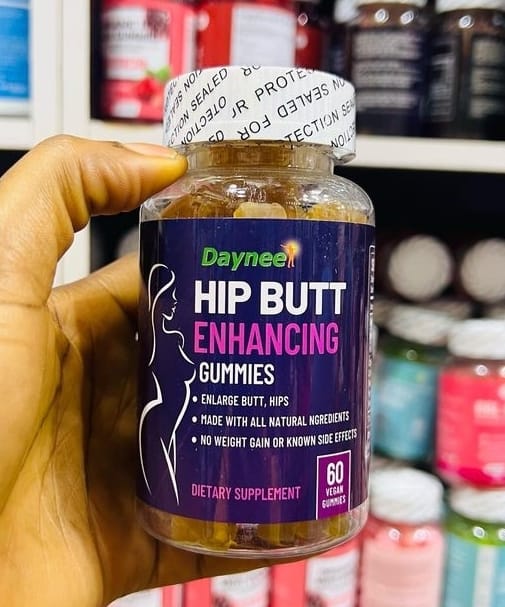 SEALED FOR YOUR PROTECTION
Daynee
HIP BUTT
ENHANCING
GUMMIES
• ENLARGE BUTT, HIPS
• MADE WITH ALL NATURAL NGREDIENTS
• NO WEIGHT GAIN OR KNOWN SIDE EFFECTS
DIETARY SUPPLEMENT
60
VEGAN
GUMMIES